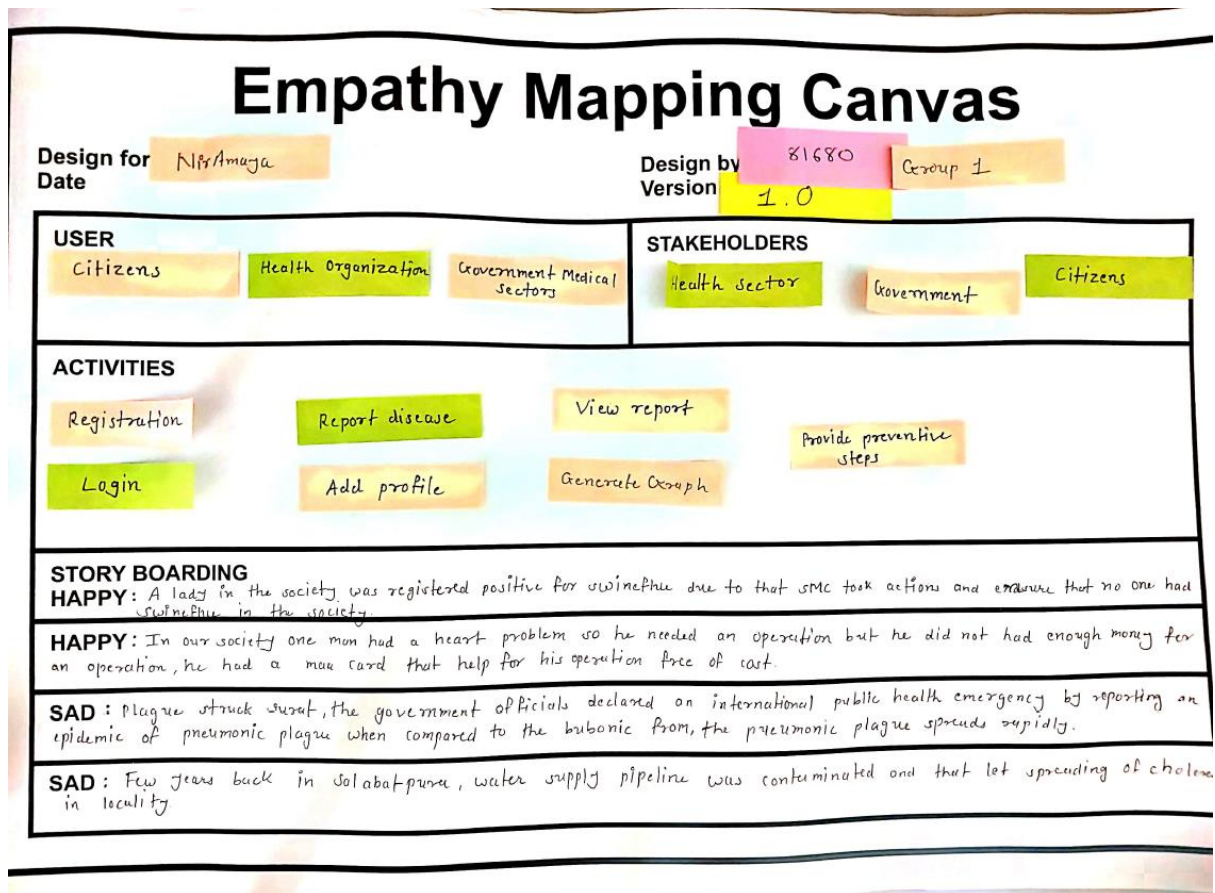 Empathy Mapping Canvas
Design for NirAmaya
Date
Design by 81680 Group 1
Version 1.0
USER
Citizens
Health Organization
Government Medical
sectors
STAKEHOLDERS
Health sector
Government
Citizens
ACTIVITIES
Registration
Report disease
View report
Provide preventive
steps
Login
Add profile
Generate Graph
STORY BOARDING
HAPPY: A lady in the society was registered positive for swineflue due to that SMC took actions and that no one had
swineflue in the society.
HAPPY: In our society one man had a heart problem so he needed an operation but he did not had enough money for
an operation, he had a maa card that help for his operation free of cast.
SAD: Plague struck surat, the government officials declared an international public health emergency by reporting an
epidemic of pneumonic plague when compared to the bubonic from, the pneumonic plague spreads rapidly.
SAD: Few years back in Salabatpura, water supply pipeline was contaminated and that let spreading of cholera
in locality